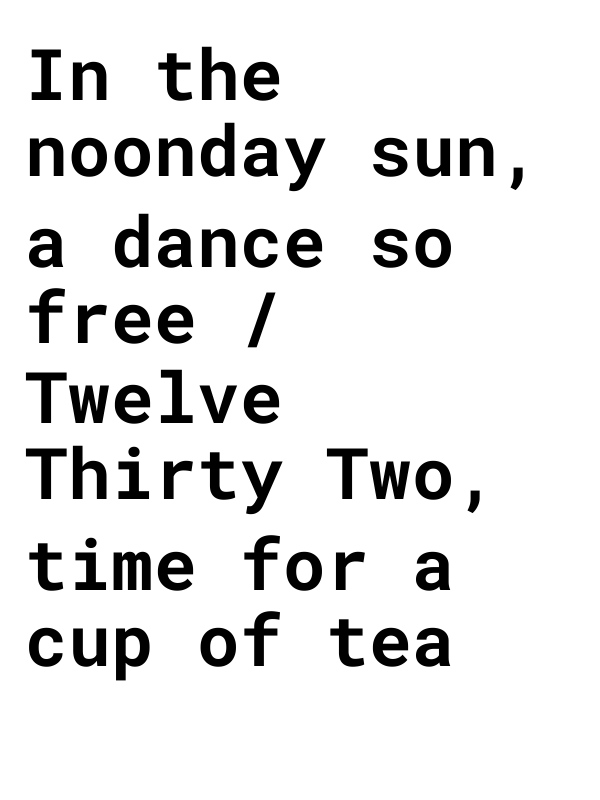 In the
noonday sun,
a dance so
free /
Twelve
Thirty Two,
time for a
cup of tea